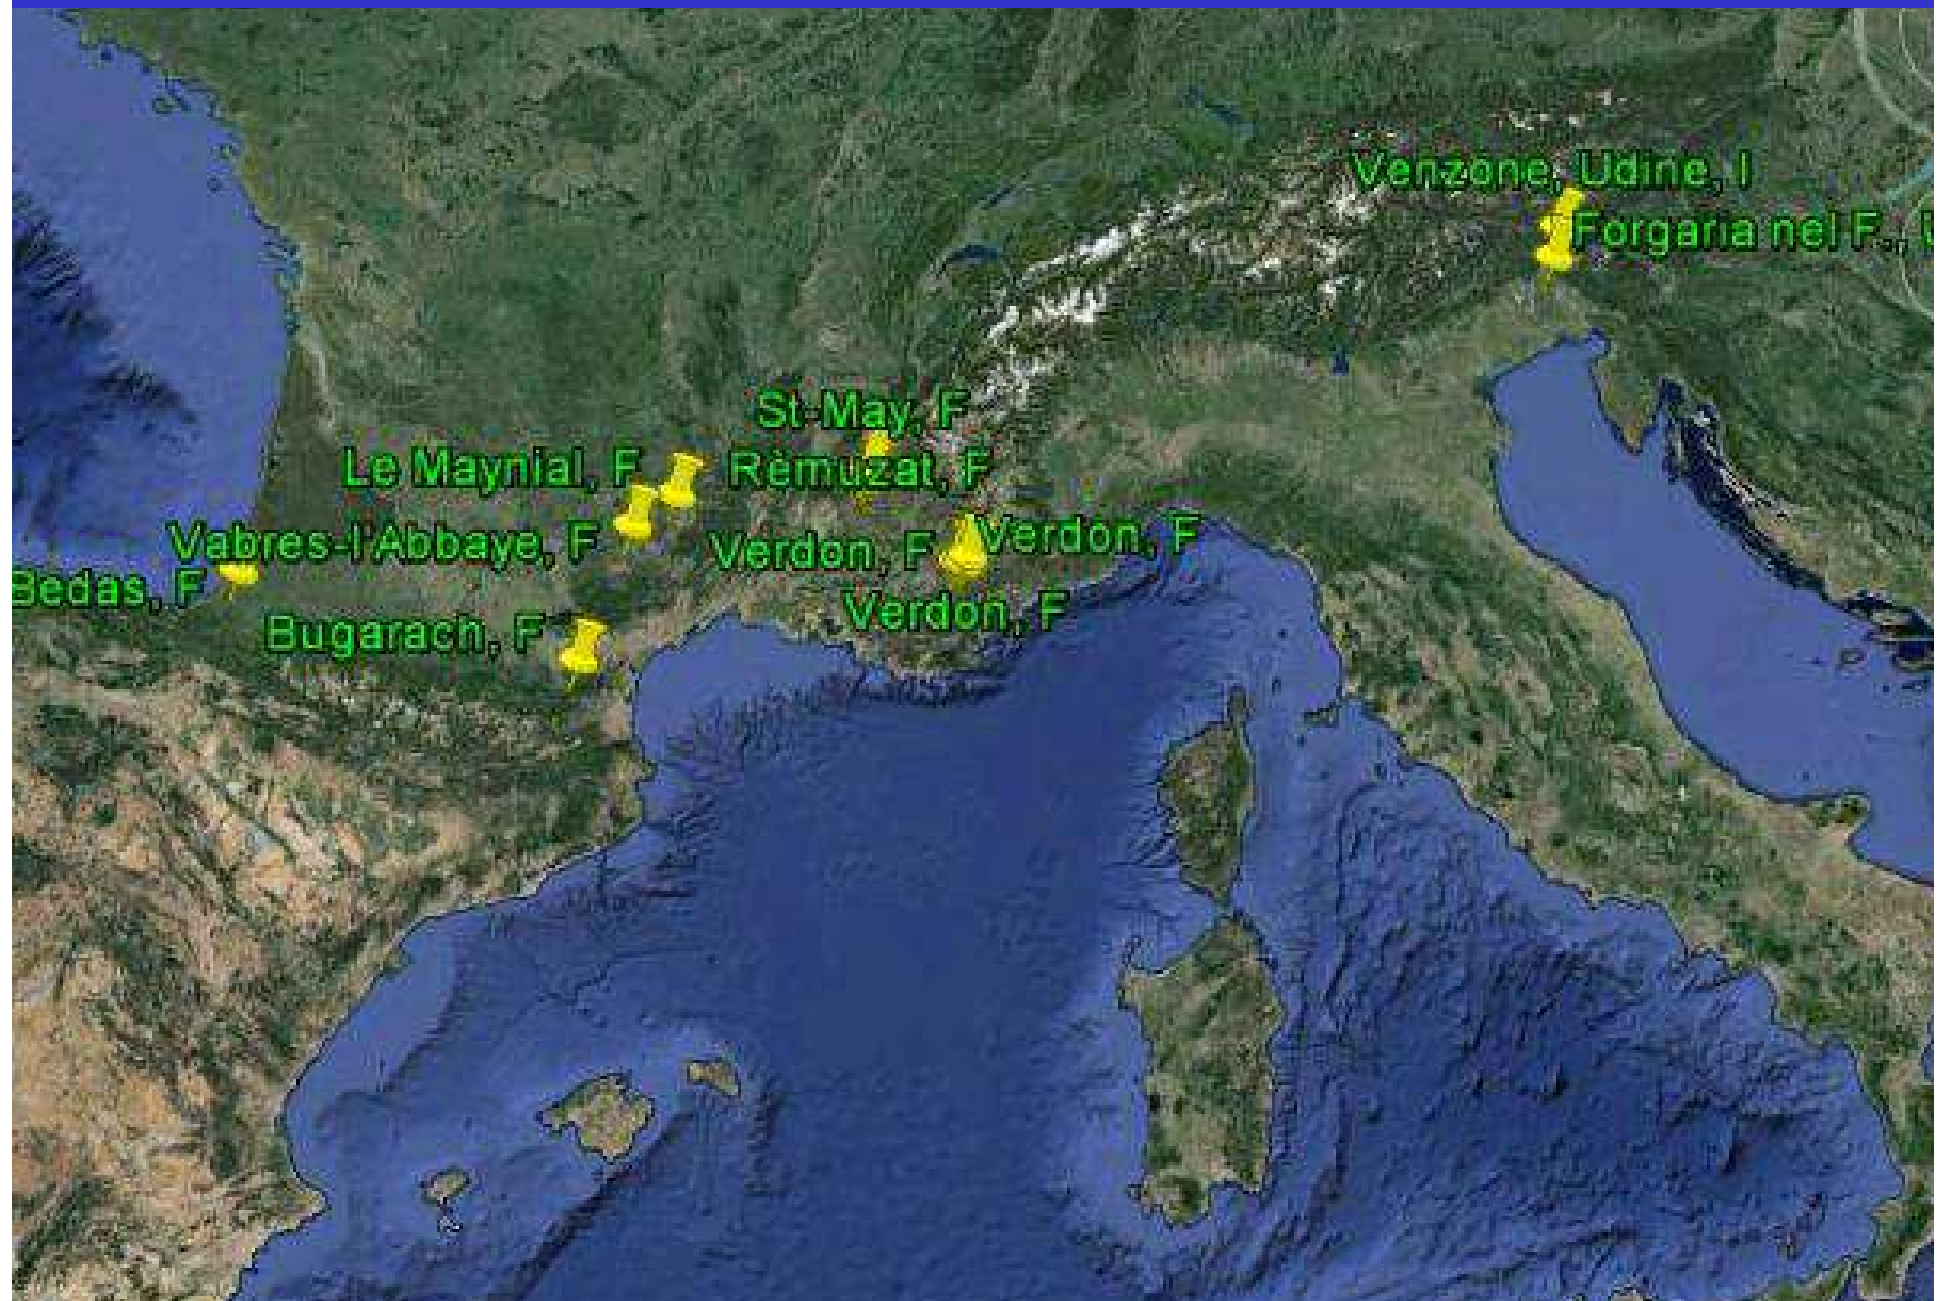 Venzone, Udine, I
Forgaria nel F.,
St-May, F
Le Maynial, F
Rèmuzat, F
Vabres-l'Abbaye, F
Verdon, F
Verdon, F
Bedas, F
Verdon, F
Bugarach, F